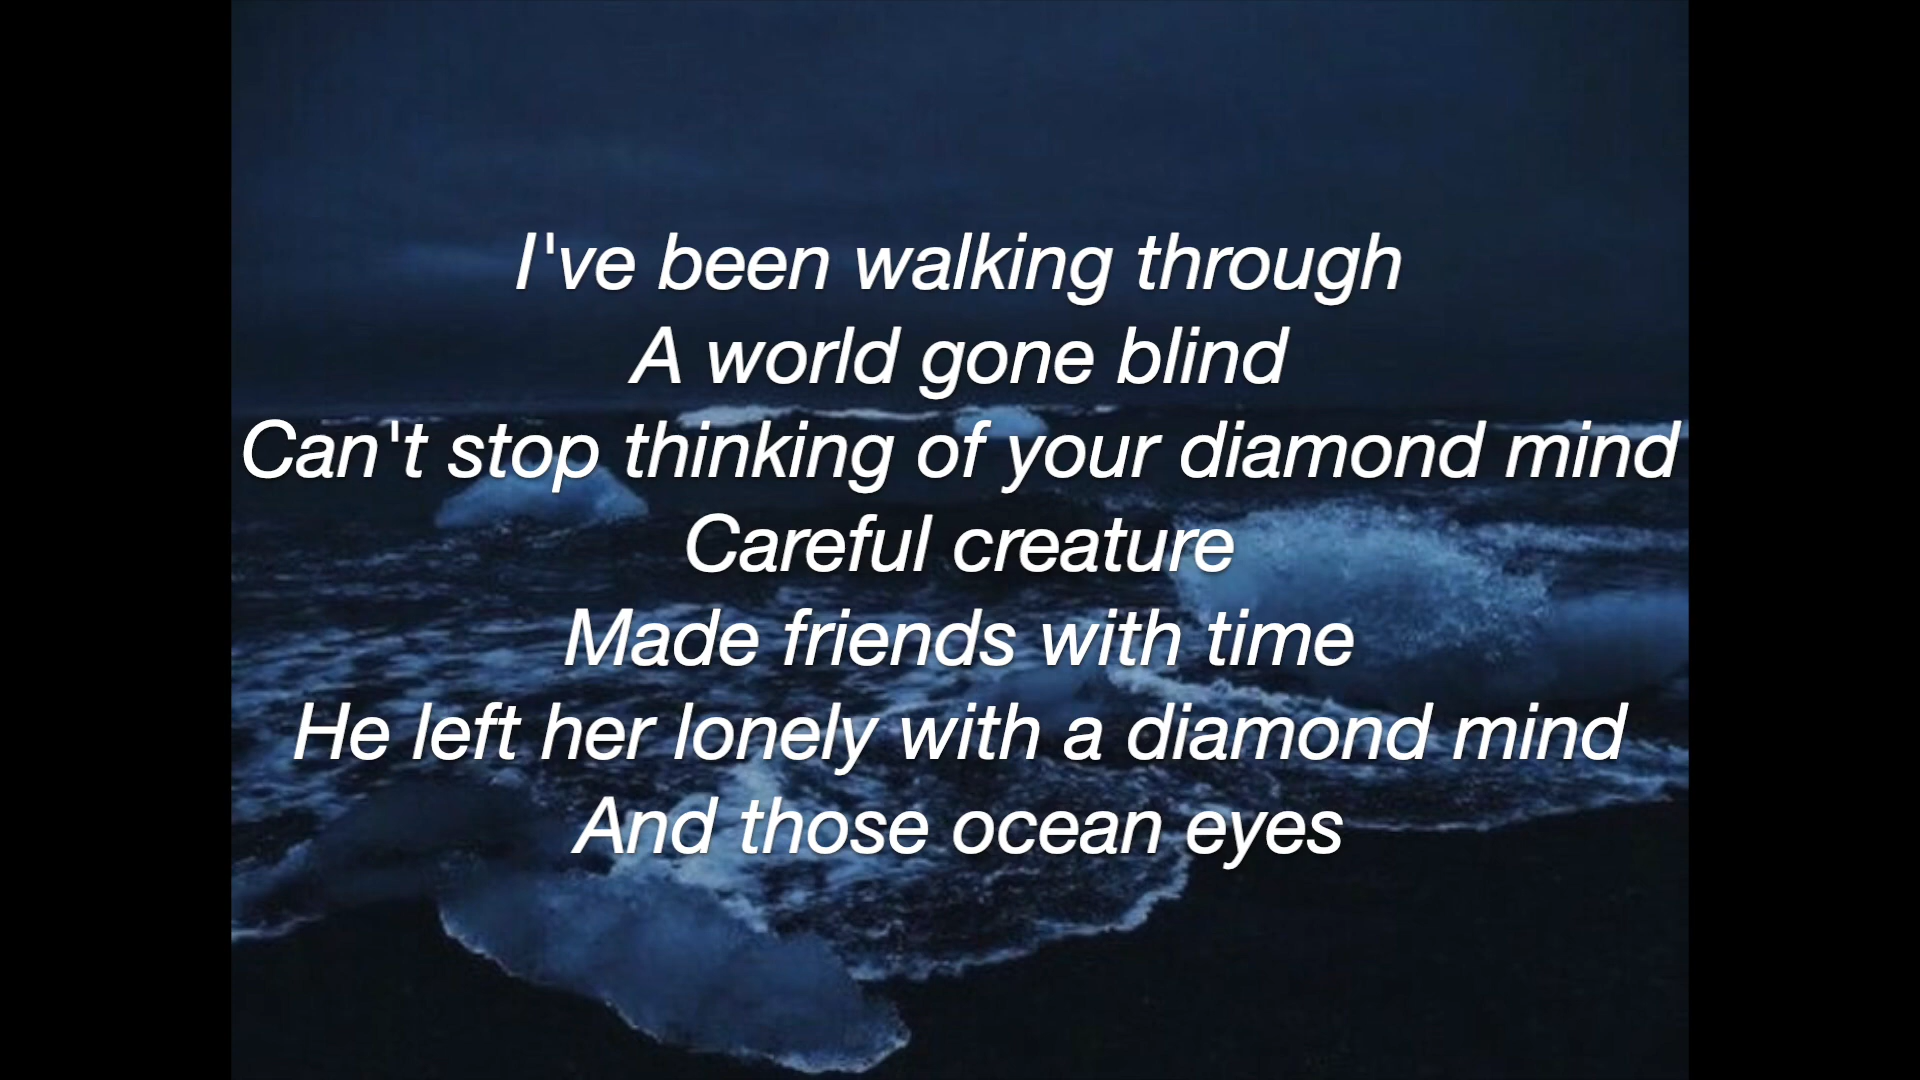 I've been walking through
A world gone blind
Can't stop thinking of your diamond mind
Careful creature
Made friends with time
He left her lonely with a diamond mind
And those ocean eyes